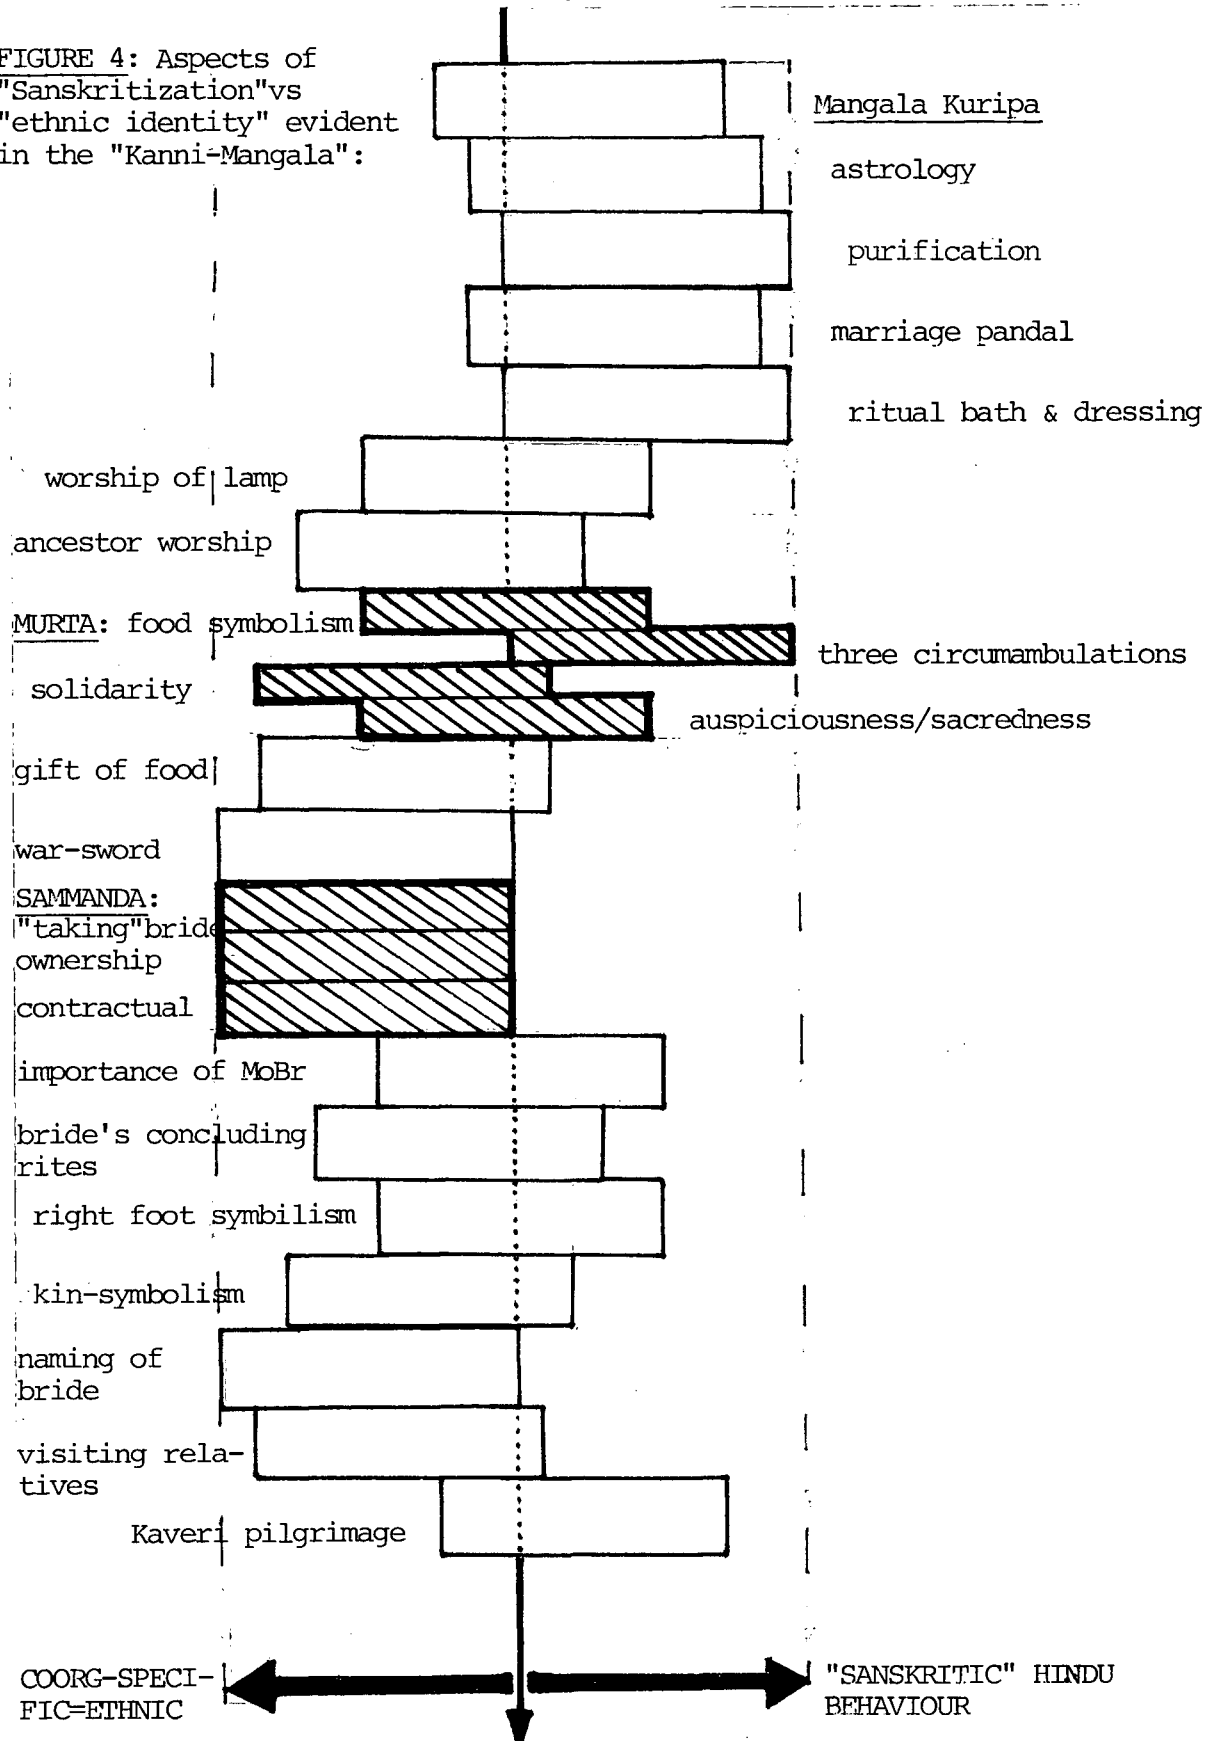 FIGURE 4: Aspects of
"Sanskritization"vs
"ethnic identity" evident
in the "Kanni-Mangala":
Mangala Kuripa
astrology
purification
marriage pandal
ritual bath & dressing
worship of lamp
ancestor worship
MURTA: food symbolism
three circumambulations
solidarity
auspiciousness/sacredness
gift of food
war-sword
SAMMANDA:
"taking"bride
ownership
contractual
importance of MoBr
bride's concluding
rites
right foot symbilism
kin-symbolism
naming of
bride
visiting rela-
tives
Kaveri pilgrimage
COORG-SPECI-
FIC=ETHNIC
"SANSKRITIC" HINDU
BEHAVIOUR